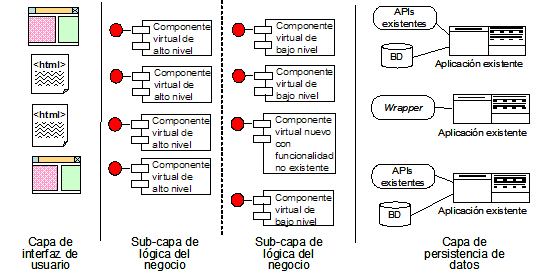 <html>
<html>
Capa de
interfaz de
usuario
Componente
virtual de
alto nivel
Componente
virtual de
alto nivel
Componente
virtual de
alto nivel
Componente
virtual de
alto nivel
Sub-capa de
lógica del
negocio
Componente
virtual de
bajo nivel
Componente
virtual de
bajo nivel
Componente
virtual nuevo
con
funcionalidad
no existente
Componente
virtual de
bajo nivel
Sub-capa de
lógica del
negocio
APIs
existentes
BD
Aplicación existente
Wrapper
Aplicación existente
APIs
existentes
BD
Aplicación existente
Capa de
persistencia de
datos